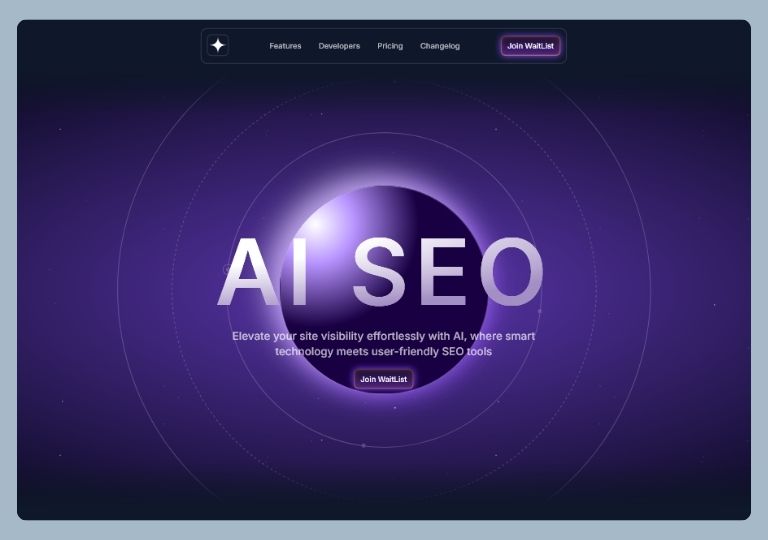 Features
Developers
Pricing
Changelog
Join WaitList
AI SEO
Elevate your site visibility effortlessly with AI, where smart
technology meets user-friendly SEO tools
Join WaitList